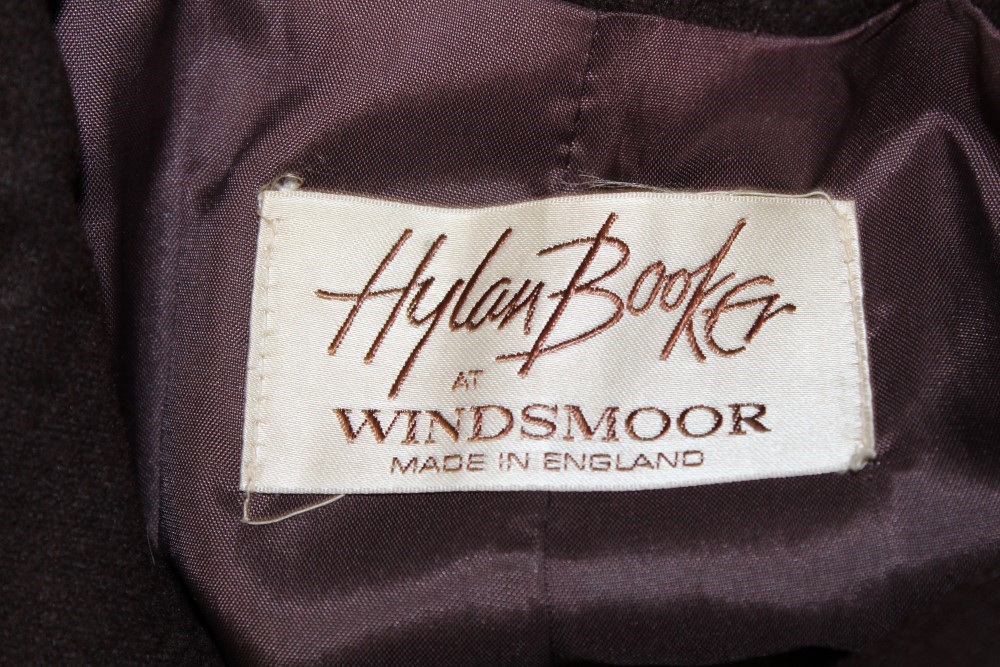 Hylan Booker
AT
WINDSMOOR
MADE IN ENGLAND